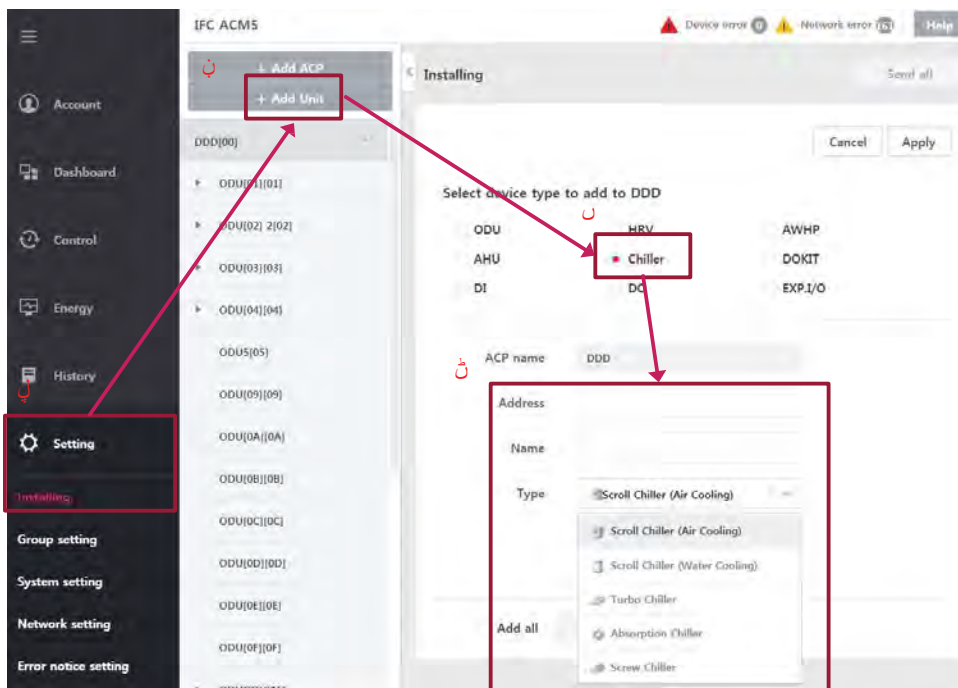 IFC ACM5
Device error 0
Network error
Help
+ Add ACP
+ Add Unit
Installing
Send all
Account
Dashboard
Control
Energy
History
Setting
Installing
Group setting
System setting
Network setting
Error notice setting
DDD[00]
ODU[01][01]
ODU[02] 2[02]
ODU[03][03]
ODU[04][04]
ODU5[05]
ODU[09][09]
ODU[0A][0A]
ODU[0B][0B]
ODU[0C][0C]
ODU[0D][0D]
ODU[0E][0E]
ODU[0F][0F]
Cancel
Apply
Select device type to add to DDD
ODU
HRV
AWHP
AHU
Chiller
DOKIT
DI
DO
EXP.I/O
ACP name
DDD
Address
Name
Type
Scroll Chiller (Air Cooling)
Scroll Chiller (Air Cooling)
Scroll Chiller (Water Cooling)
Turbo Chiller
Absorption Chiller
Screw Chiller
Add all